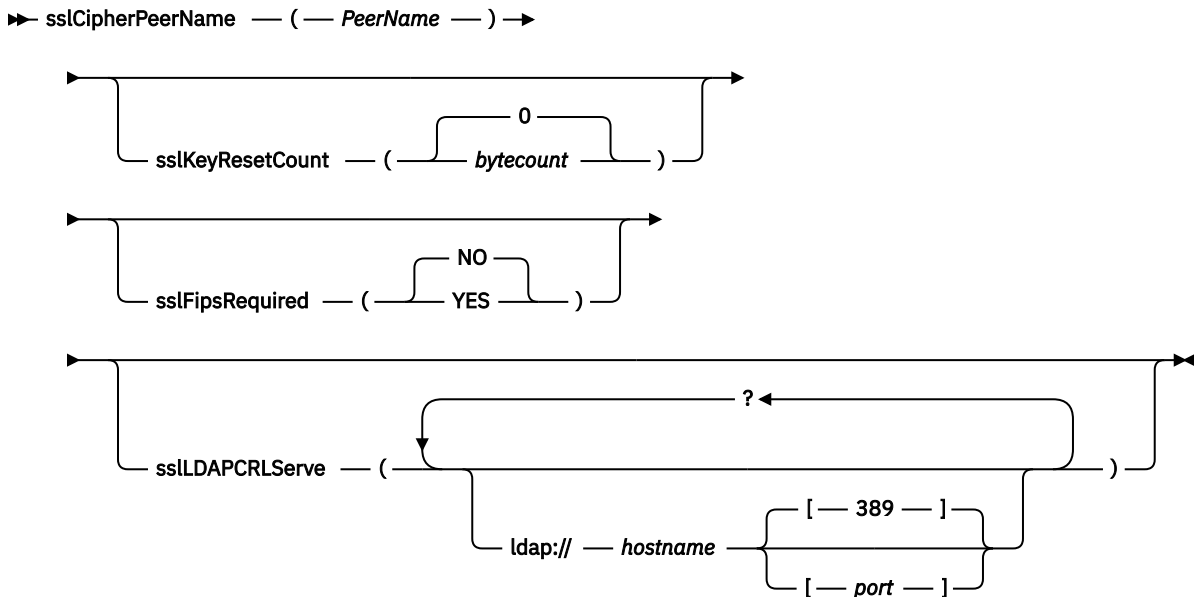 sslCipherPeerName ( PeerName )
0
sslKeyResetCount ( bytecount )
NO
sslFipsRequired ( YES )
?
sslLDAPCRLServe ( )
[ 389 ]
ldap:// hostname
[ port ]